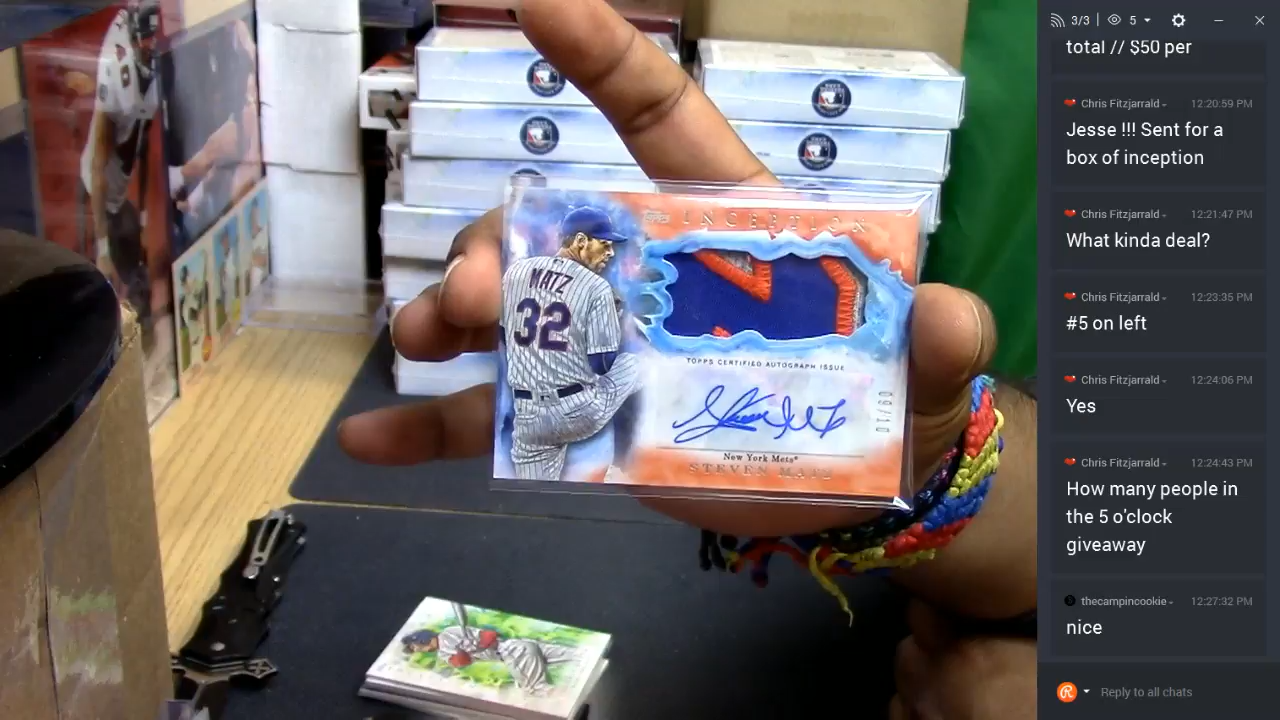 3/3
5
total // $50 per
Chris Fitzjarrald
12:20:59 PM
Jesse !!! Sent for a
box of inception
Chris Fitzjarrald
12:21:47 PM
What kinda deal?
Chris Fitzjarrald
12:23:35 PM
#5 on left
Chris Fitzjarrald
12:24:06 PM
Yes
Chris Fitzjarrald
12:24:43 PM
How many people in
the 5 o'clock
giveaway
thecampincookie
12:27:32 PM
nice
Reply to all chats
Topps INCEPTION
MATZ
32
TOPPS CERTIFIED AUTOGRAPH ISSUE
New York Mets
STEVEN MATZ